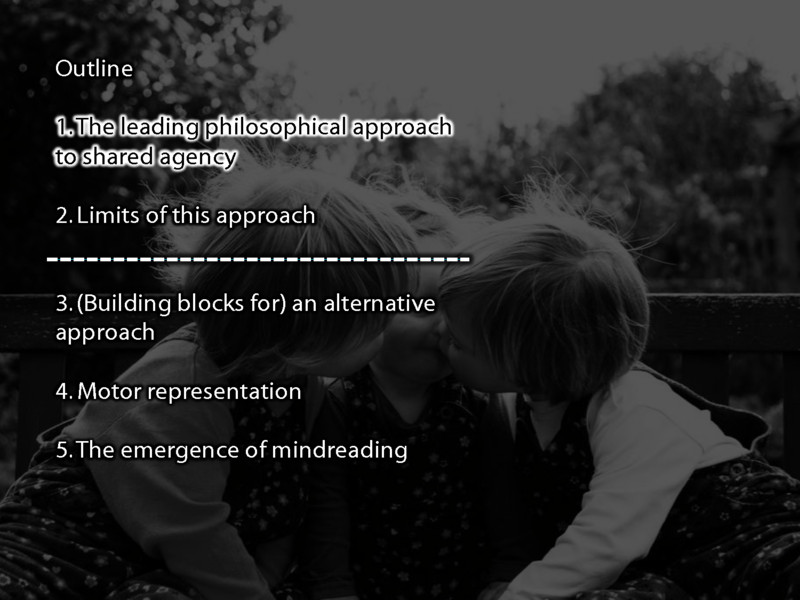 Outline
1. The leading philosophical approach
to shared agency
2. Limits of this approach
3. (Building blocks for) an alternative
approach
4. Motor representation
5. The emergence of mindreading